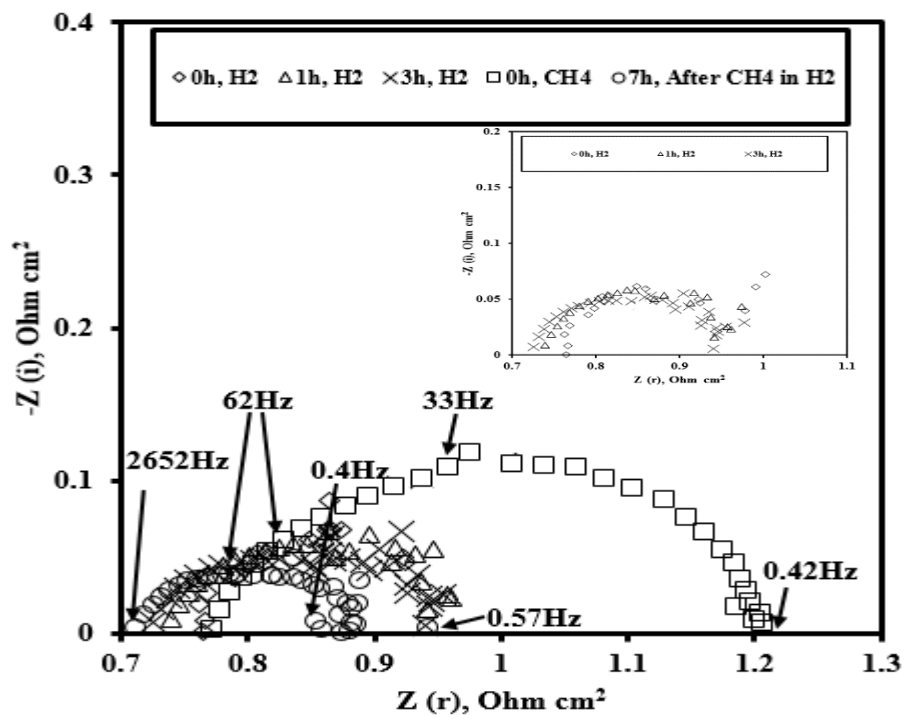 0.4
0h, H2 1h, H2 3h, H2 0h, CH4 7h, After CH4 in H2
0.3
0.2
0.1
0
-Z (i), Ohm cm²
0.2
0h, H2 1h, H2 3h, H2
0.15
0.1
0.05
0
-Z (i), Ohm cm²
0.7 0.8 0.9 1 1.1
Z (r), Ohm cm²
62Hz
33Hz
2652Hz
0.4Hz
0.42Hz
0.57Hz
0.7 0.8 0.9 1 1.1 1.2 1.3
Z (r), Ohm cm²